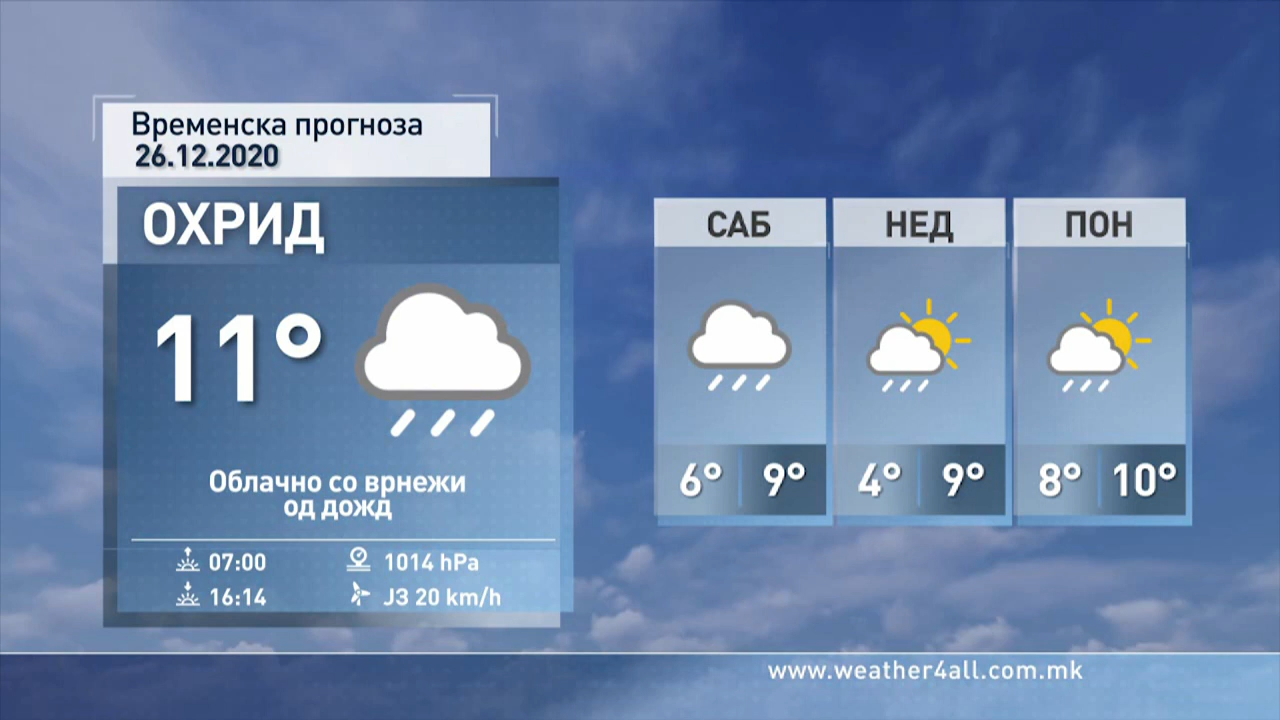 Временска прогноза
26.12.2020
ОХРИД
11°
Облачно со врнежи
од дожд
07:00
1014 hPa
16:14
ЈЗ 20 km/h
САБ
НЕД
ПОН
6° 9°
4° 9°
8° 10°
www.weather4all.com.mk